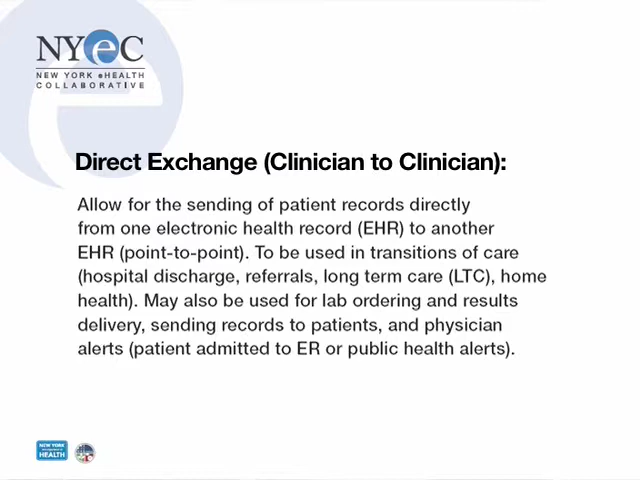 NYeC
NEW YORK eHEALTH
COLLABORATIVE
Direct Exchange (Clinician to Clinician):
Allow for the sending of patient records directly
from one electronic health record (EHR) to another
EHR (point-to-point). To be used in transitions of care
(hospital discharge, referrals, long term care (LTC), home
health). May also be used for lab ordering and results
delivery, sending records to patients, and physician
alerts (patient admitted to ER or public health alerts).
NEW YORK
HEALTH